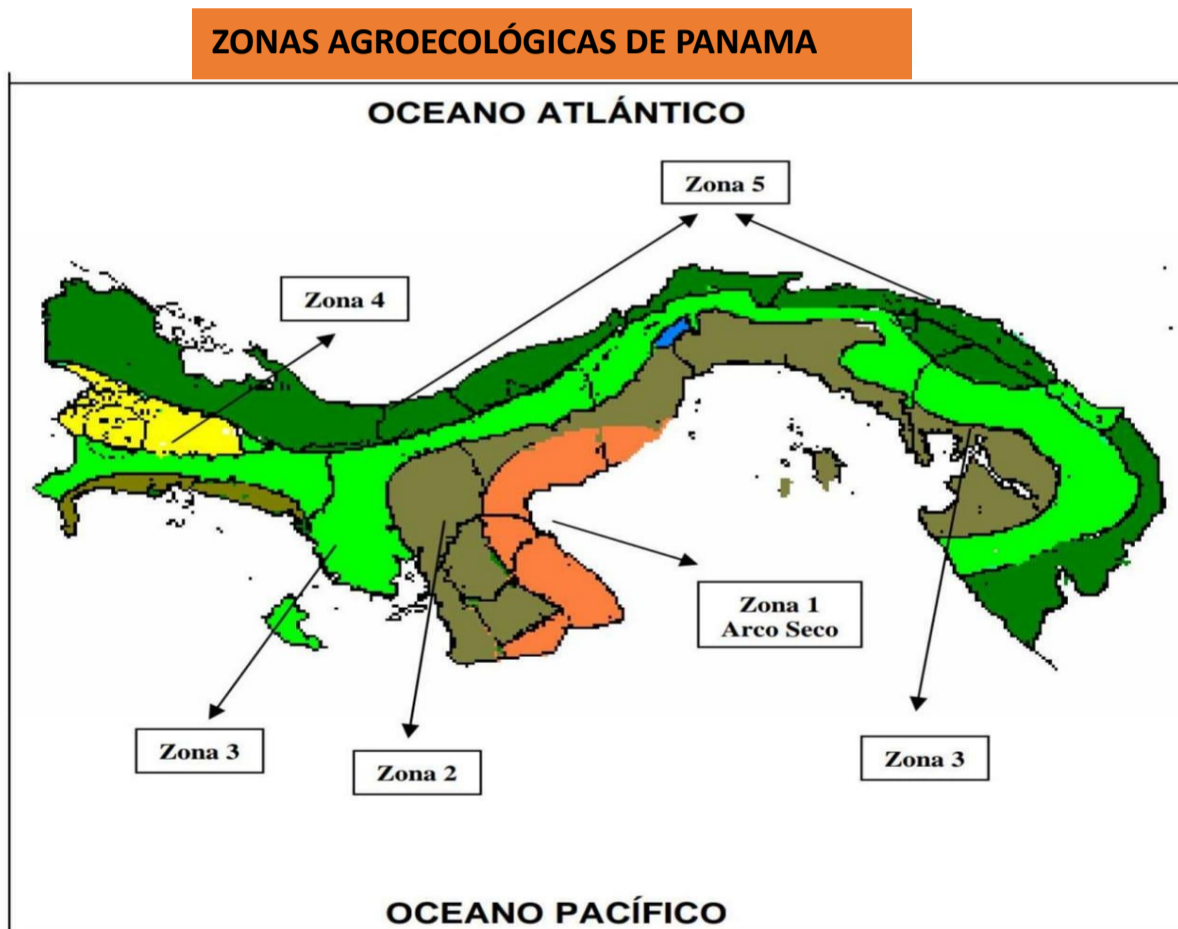 ZONAS AGROECOLÓGICAS DE PANAMA
OCEANO ATLÁNTICO
Zona 5
Zona 4
Zona 1
Arco Seco
Zona 3
Zona 2
Zona 3
OCEANO PACÍFICO